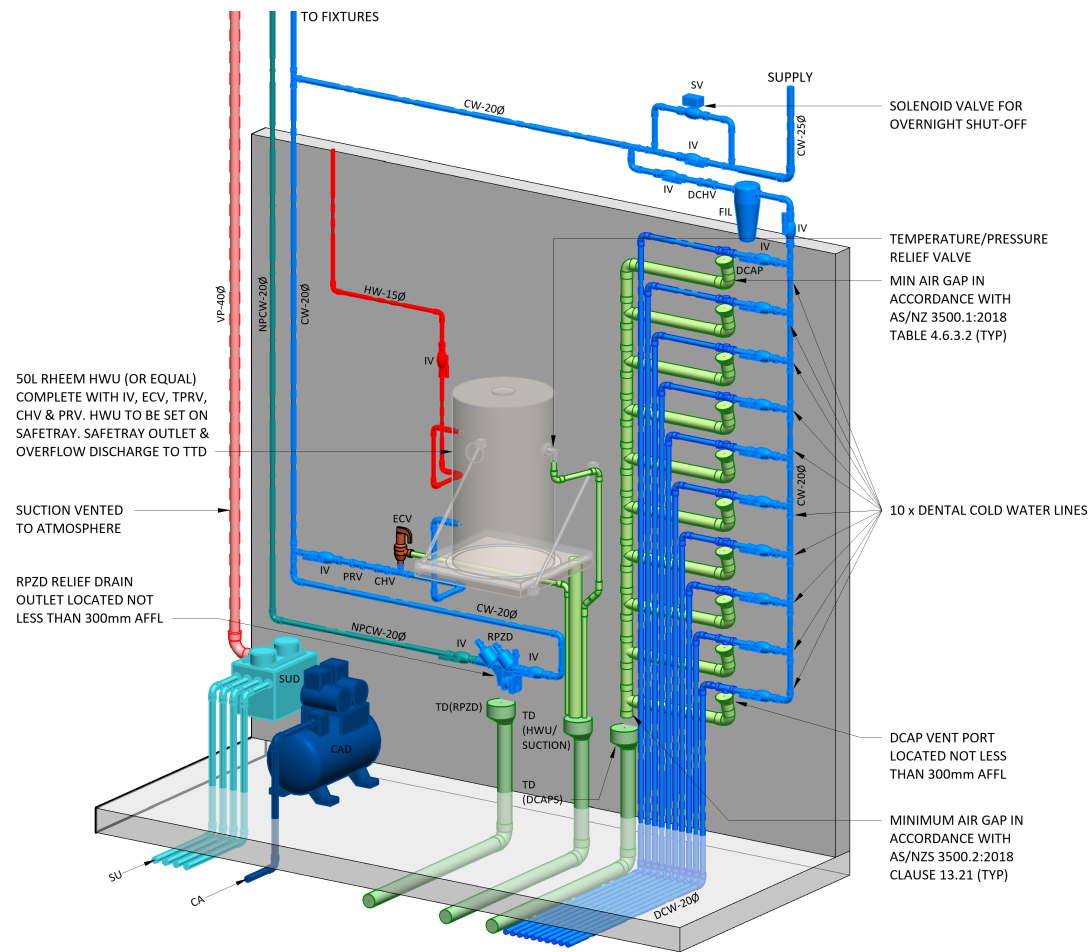 TO FIXTURES
SUPPLY
SV
SOLENOID VALVE FOR
OVERNIGHT SHUT-OFF
CW-20Ø
CW-25Ø
IV
IV
DCHV
FIL
IV
IV
TEMPERATURE/PRESSURE
RELIEF VALVE
DCAP
MIN AIR GAP IN
ACCORDANCE WITH
AS/NZ 3500.1:2018
TABLE 4.6.3.2 (TYP)
VP-40Ø
NPCW-20Ø
CW-20Ø
HW-15Ø
IV
50L RHEEM HWU (OR EQUAL)
COMPLETE WITH IV, ECV, TPRV,
CHV & PRV. HWU TO BE SET ON
SAFETRAY. SAFETRAY OUTLET &
OVERFLOW DISCHARGE TO TTD
CW-20Ø
10 x DENTAL COLD WATER LINES
SUCTION VENTED
TO ATMOSPHERE
ECV
IV
PRV
CHV
RPZD RELIEF DRAIN
OUTLET LOCATED NOT
LESS THAN 300mm AFFL
CW-20Ø
NPCW-20Ø
IV
RPZD
IV
SUD
CAD
TD(RPZD)
TD
(HWU/
SUCTION)
TD
(DCAPS)
DCAP VENT PORT
LOCATED NOT LESS
THAN 300mm AFFL
MINIMUM AIR GAP IN
ACCORDANCE WITH
AS/NZS 3500.2:2018
CLAUSE 13.21 (TYP)
SU
CA
DCW-20Ø